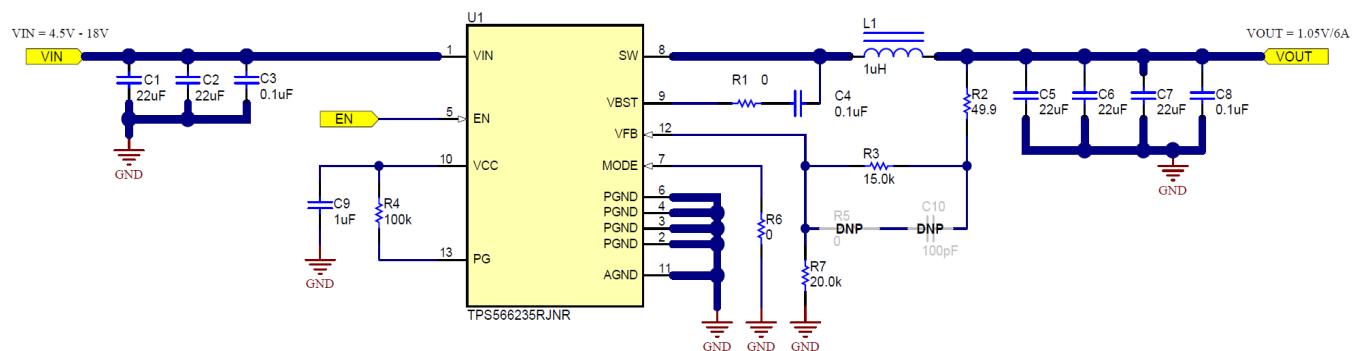 U1
VIN = 4.5V - 18V
VOUT = 1.05V/6A
L1
VIN
1
VIN
SW
8
1uH
VOUT
C1
22uF
C2
22uF
C3
0.1uF
R1 0
C4
0.1uF
R2
49.9
C5
22uF
C6
22uF
C7
22uF
C8
0.1uF
VBST
9
EN
5
EN
VFB
12
GND
10
VCC
MODE
7
R3
15.0k
GND
C9
1uF
R4
100k
PGND
6
PGND
4
PGND
3
PGND
2
R6
0
R5
DNP
0
C10
DNP
100pF
13
PG
AGND
11
R7
20.0k
GND
TPS566235RJNR
GND
GND
GND